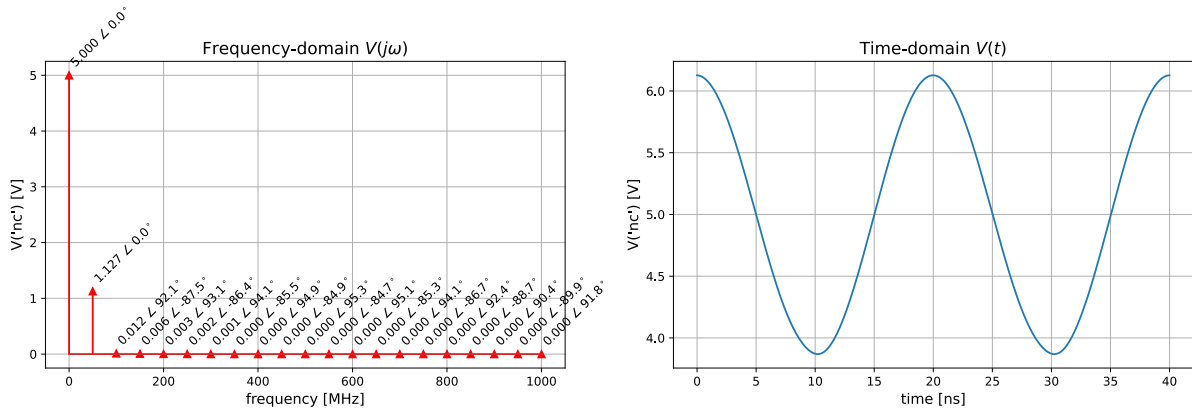 Frequency-domain V(jω)
5.000 ∠ 0.0°
1.127 ∠ 0.0°
0.012 ∠ 92.1°
0.006 ∠ -87.5°
0.003 ∠ 93.1°
0.002 ∠ -86.4°
0.001 ∠ 94.1°
0.000 ∠ -85.5°
0.000 ∠ 94.9°
0.000 ∠ -84.9°
0.000 ∠ 95.3°
0.000 ∠ -84.7°
0.000 ∠ 95.1°
0.000 ∠ -85.3°
0.000 ∠ 94.1°
0.000 ∠ -86.7°
0.000 ∠ 92.4°
0.000 ∠ -88.7°
0.000 ∠ 90.4°
0.000 ∠ -89.9°
0.000 ∠ 91.8°
V('nc') [V]
5
4
3
2
1
0
0 200 400 600 800 1000
frequency [MHz]
Time-domain V(t)
V('nc') [V]
6.0
5.5
5.0
4.5
4.0
0 5 10 15 20 25 30 35 40
time [ns]